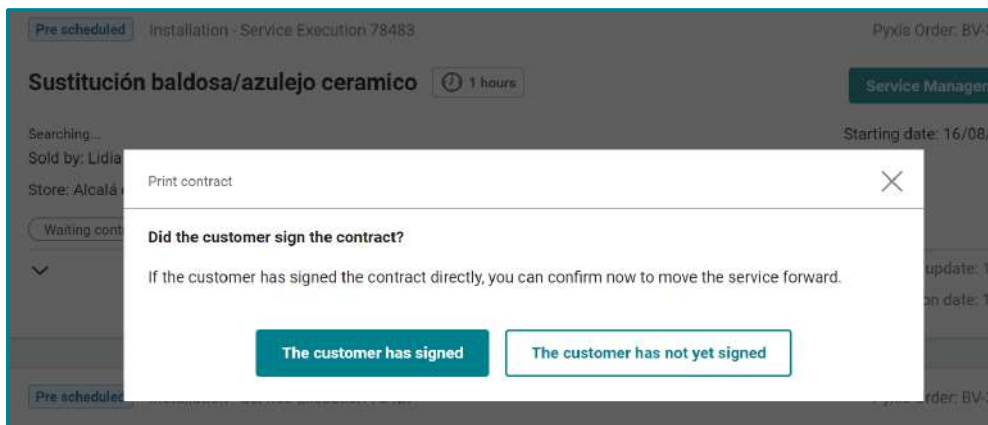 Pre scheduled Installation - Service Execution 78483 Pyxis Order: BV-
Sustitución baldosa/azulejo ceramico 1 hours Service Manager
Searching... Starting date: 16/08/
Sold by: Lidia
Store: Alcalá
Print contract
Waiting cont
Did the customer sign the contract?
If the customer has signed the contract directly, you can confirm now to move the service forward.
update: 1
on date: 1
The customer has signed The customer has not yet signed
Pre scheduled Order: BV-